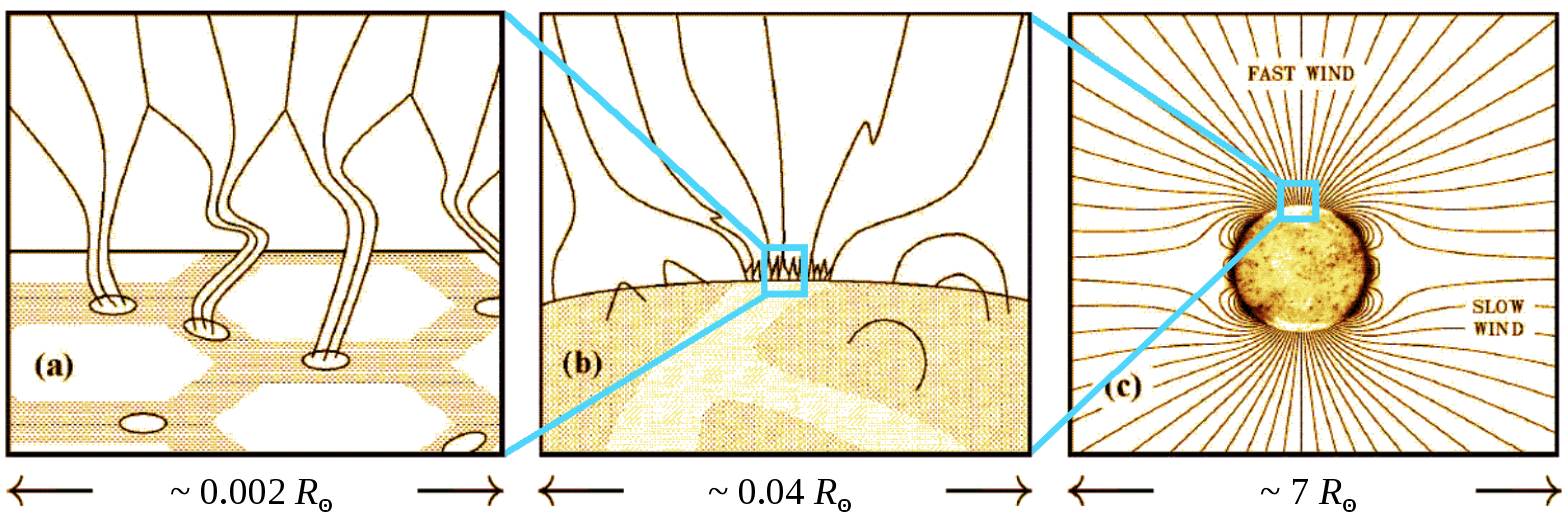 FAST WIND
SLOW
WIND
(a)
(b)
(c)
~ 0.002 R⊙
~ 0.04 R⊙
~ 7 R⊙